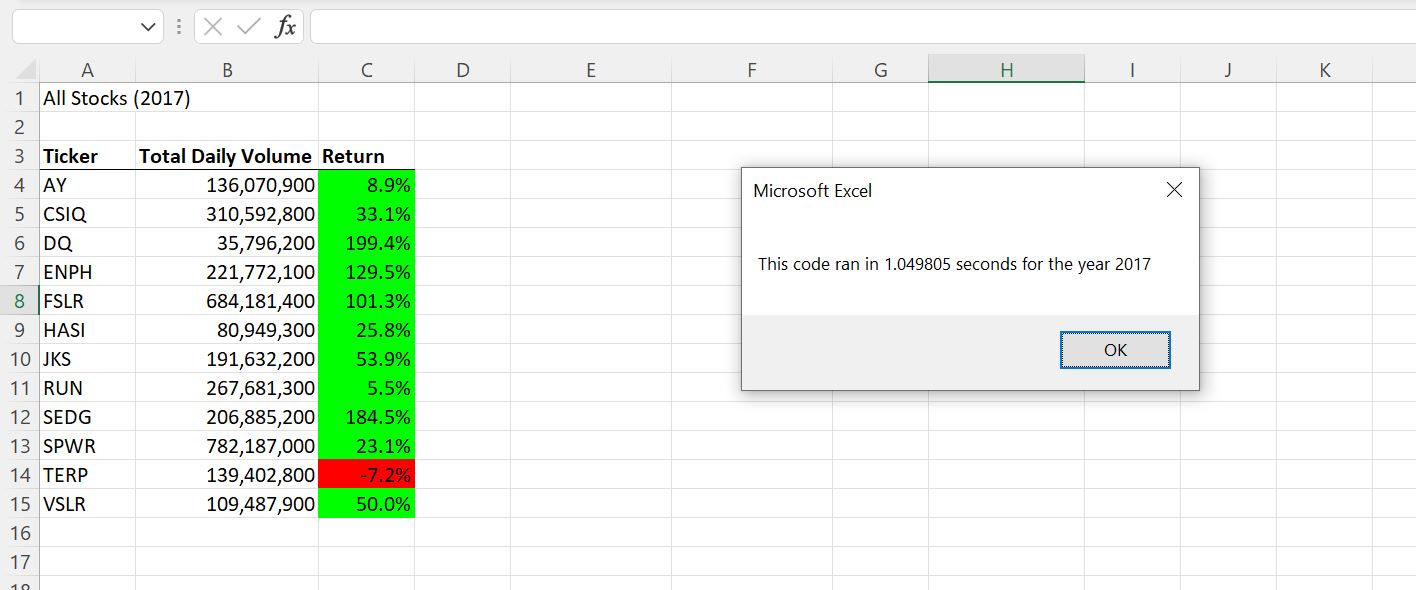 fx
A B C D E F G H I J K
1 All Stocks (2017)
2
3 Ticker Total Daily Volume Return
4 AY 136,070,900 8.9%
5 CSIQ 310,592,800 33.1%
6 DQ 35,796,200 199.4%
7 ENPH 221,772,100 129.5%
8 FSLR 684,181,400 101.3%
9 HASI 80,949,300 25.8%
10 JKS 191,632,200 53.9%
11 RUN 267,681,300 5.5%
12 SEDG 206,885,200 184.5%
13 SPWR 782,187,000 23.1%
14 TERP 139,402,800 -7.2%
15 VSLR 109,487,900 50.0%
16
17
18
Microsoft Excel
This code ran in 1.049805 seconds for the year 2017
OK